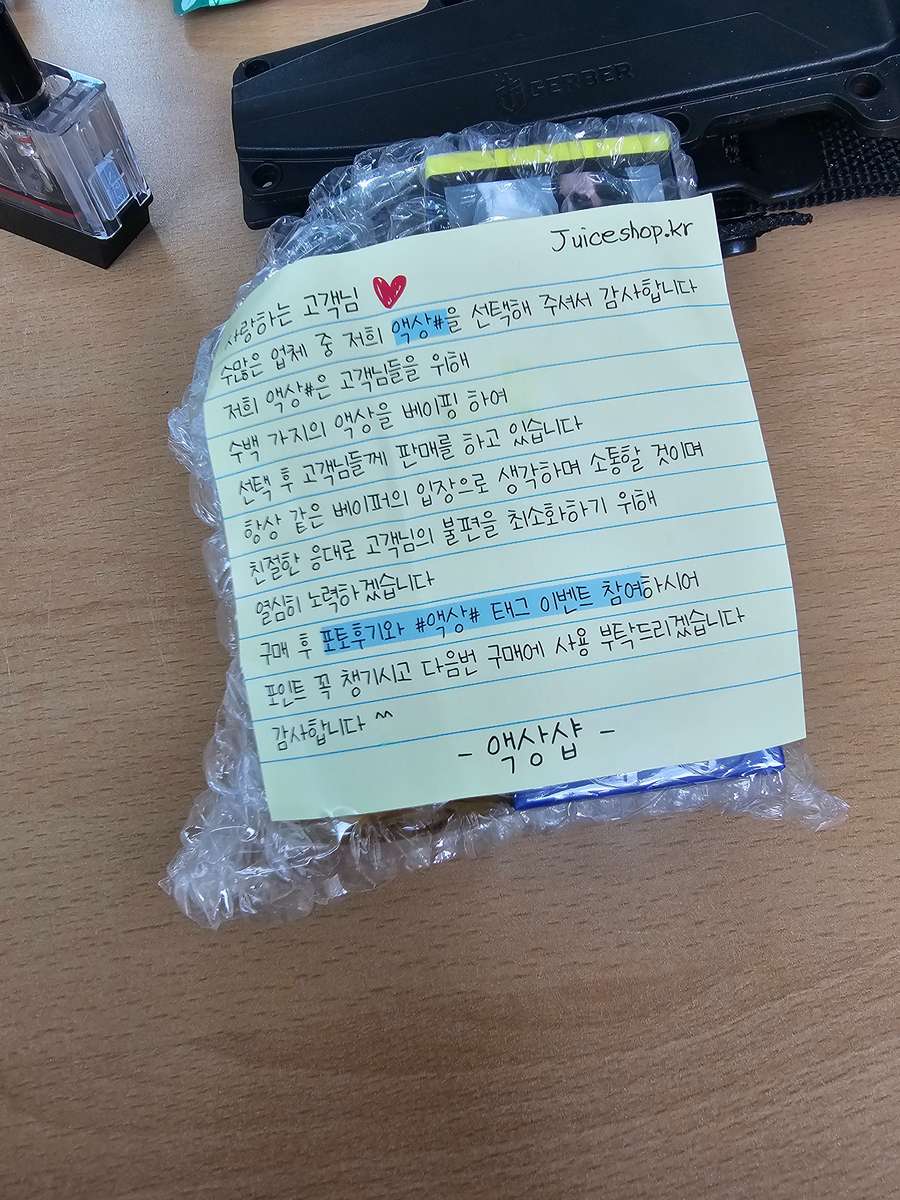 GERBER
Juiceshop.kr
사랑하는 고객님
수많은 업체 중 저희 액상#을 선택해 주셔서 감사합니다
저희 액상#은 고객님들을 위해
수백 가지의 액상을 베이핑 하여
선택 후 고객님들께 판매를 하고 있습니다
항상 같은 베이퍼의 입장으로 생각하며 소통할 것이며
친절한 응대로 고객님의 불편을 최소화하기 위해
열심히 노력하겠습니다
구매 후 포토후기와 #액상# 태그 이벤트 참여하시어
포인트 꼭 챙기시고 다음번 구매에 사용 부탁드리겠습니다
감사합니다 ^^
- 액상샵 -